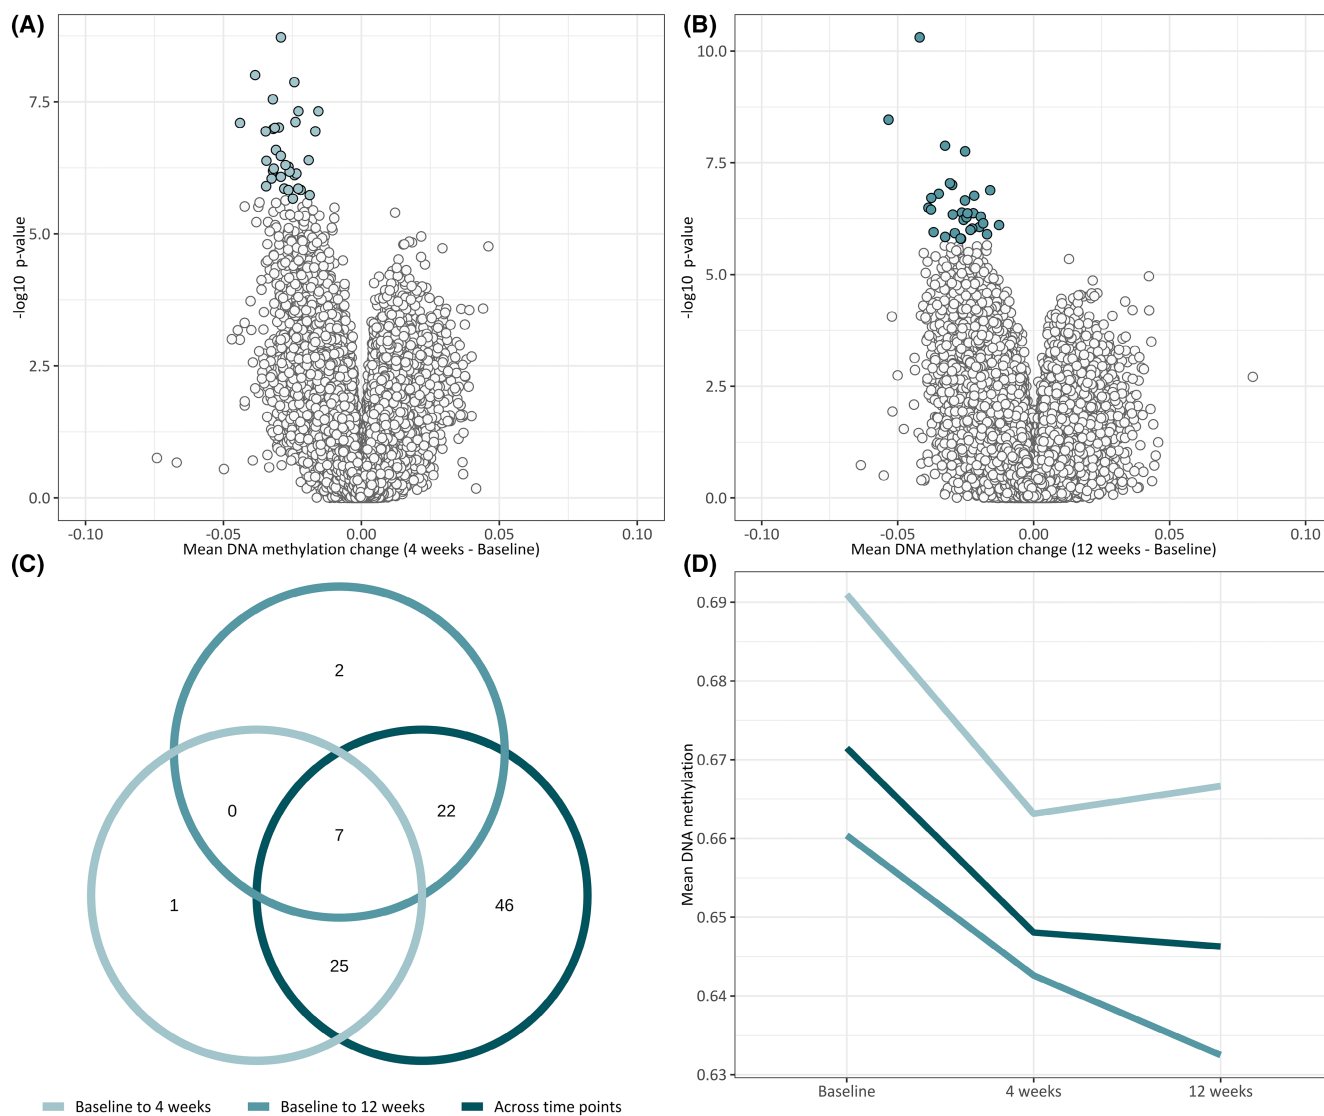 (A)
7.5
5.0
2.5
0.0
-log10 p-value
-0.10
-0.05
0.00
0.05
0.10
Mean DNA methylation change (4 weeks - Baseline)
(B)
10.0
7.5
5.0
2.5
0.0
-log10 p-value
-0.10
-0.05
0.00
0.05
0.10
Mean DNA methylation change (12 weeks - Baseline)
(C)
2
0
22
7
1
46
25
Baseline to 4 weeks
Baseline to 12 weeks
Across time points
(D)
0.69
0.68
0.67
0.66
0.65
0.64
0.63
Mean DNA methylation
Baseline
4 weeks
12 weeks